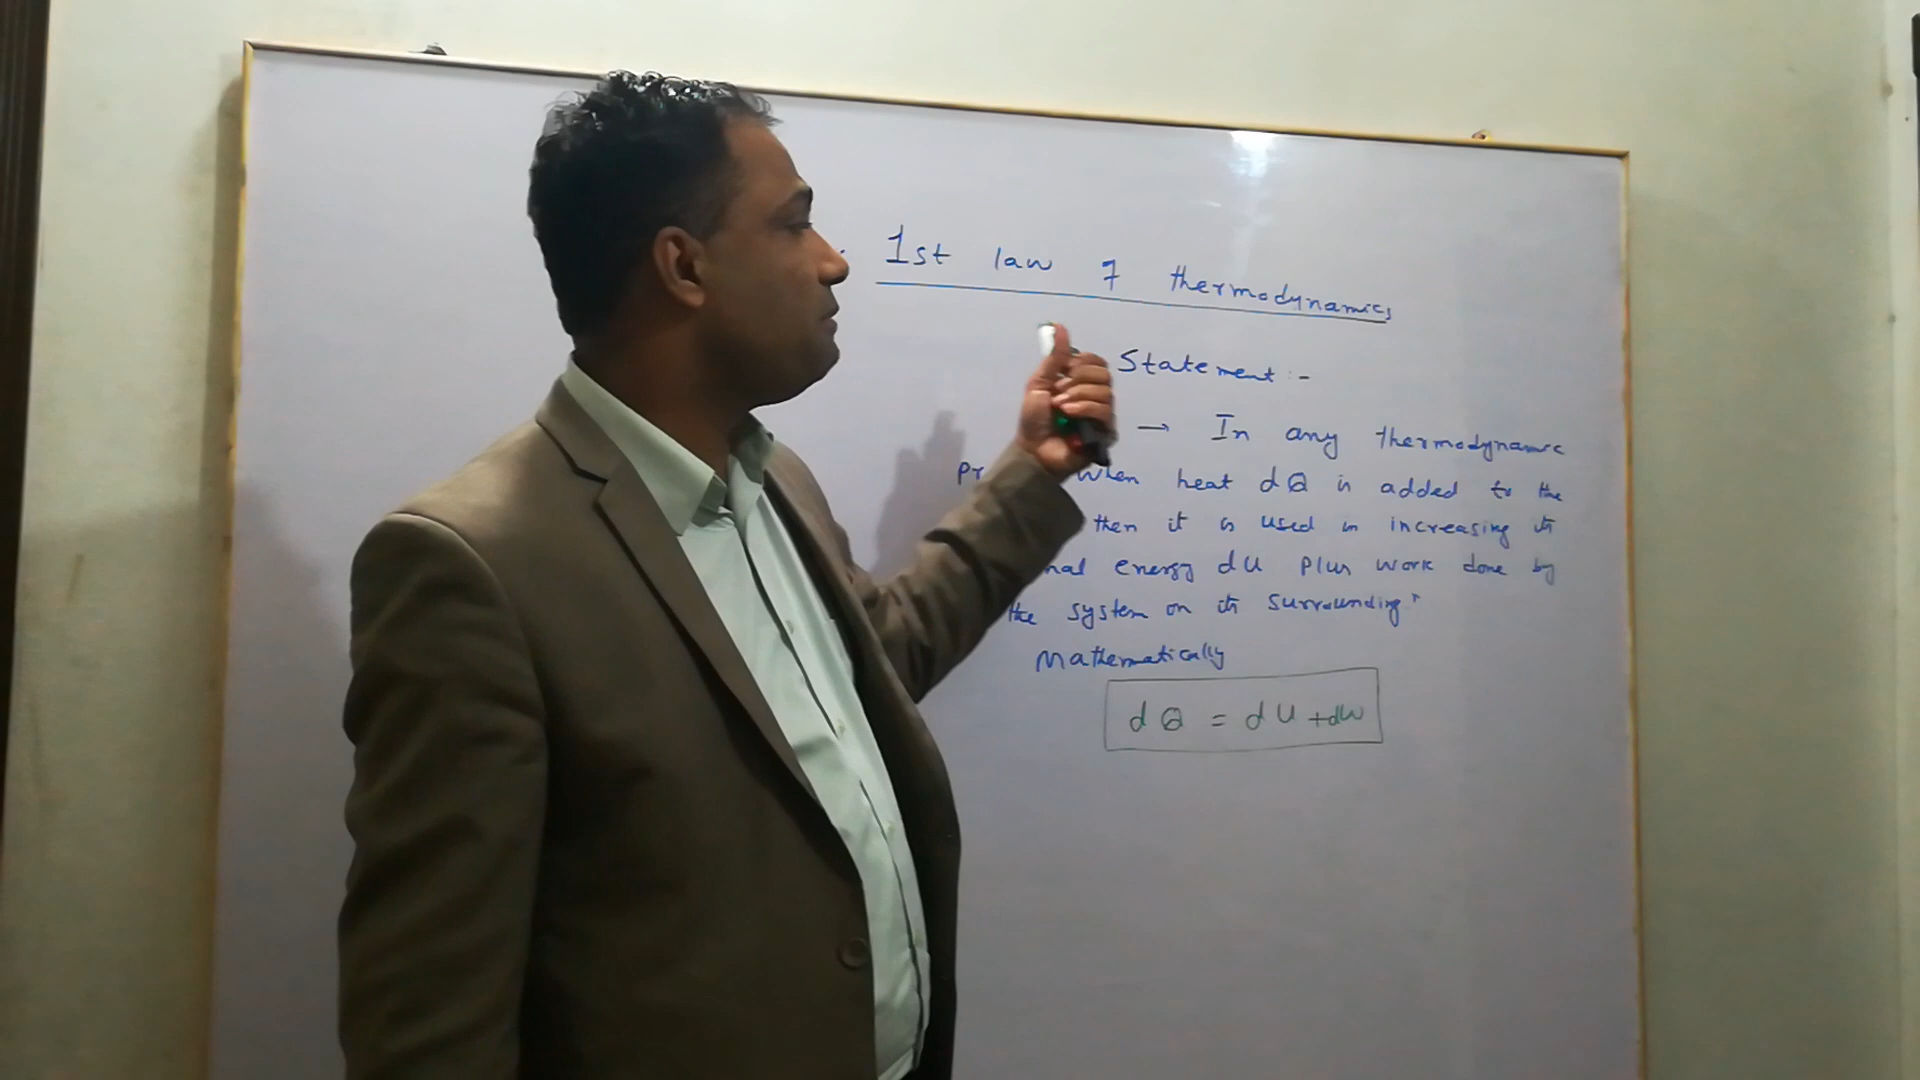 1st law of thermodynamics
Statement :-
→ In any thermodynamic
pr when heat dQ is added to the
then it is used in increasing its
nal energy dU plus work done by
the system on its surrounding"
Mathematically
dQ = dU + dW